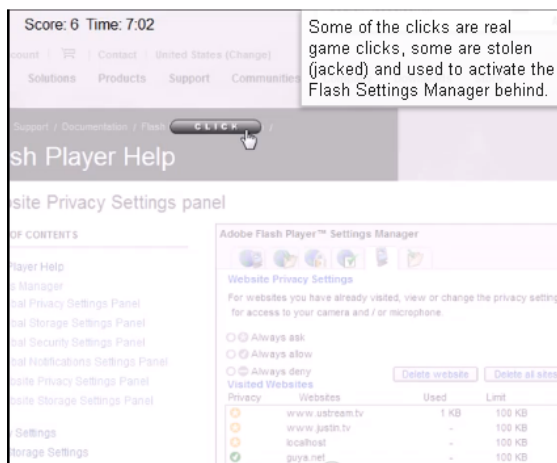 Score: 6 Time: 7:02
Some of the clicks are real
game clicks, some are stolen
(jacked) and used to activate the
Flash Settings Manager behind.
count Contact United States (Change)
Solutions Products Support Communities
Support / Documentation / Flash CLICK /
sh Player Help
site Privacy Settings panel
OF CONTENTS
Player Help
s Manager
bal Privacy Settings Panel
bal Storage Settings Panel
bal Security Settings Panel
bal Notifications Settings Panel
bsite Privacy Settings Panel
bsite Storage Settings Panel
Settings
torage Settings
Adobe Flash Player™ Settings Manager
Website Privacy Settings
For websites you have already visited, view or change the privacy setting
for access to your camera and / or microphone.
Always ask
Always allow
Always deny
Delete website Delete all sites
Visited Websites
Privacy Websites Used Limit
www.ustream.tv 1 KB 100 KB
www.justin.tv - 100 KB
localhost - 100 KB
guya.net - 100 KB